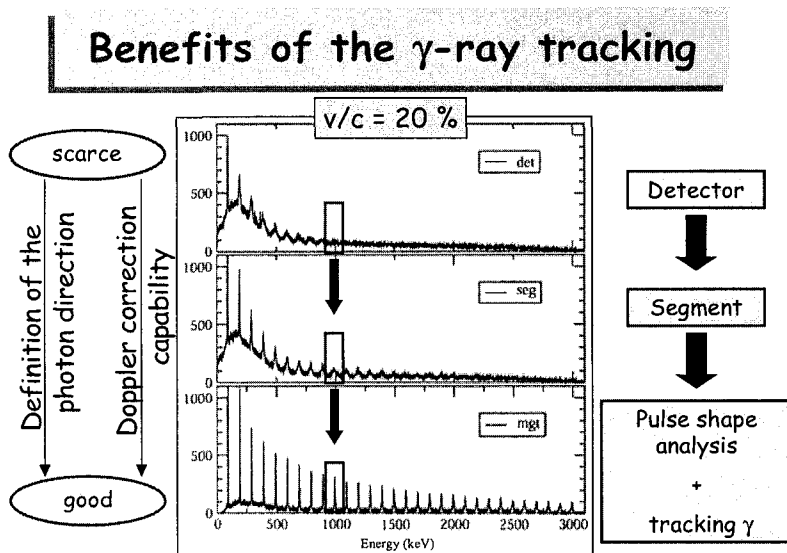 Benefits of the γ-ray tracking
v/c = 20 %
scarce
Definition of the
photon direction
Doppler correction
capability
good
1000
500
0
det
1000
500
0
seg
1000
500
0
mgt
0 500 1000 1500 2000 2500 3000
Energy (keV)
Detector
Segment
Pulse shape
analysis
+
tracking γ